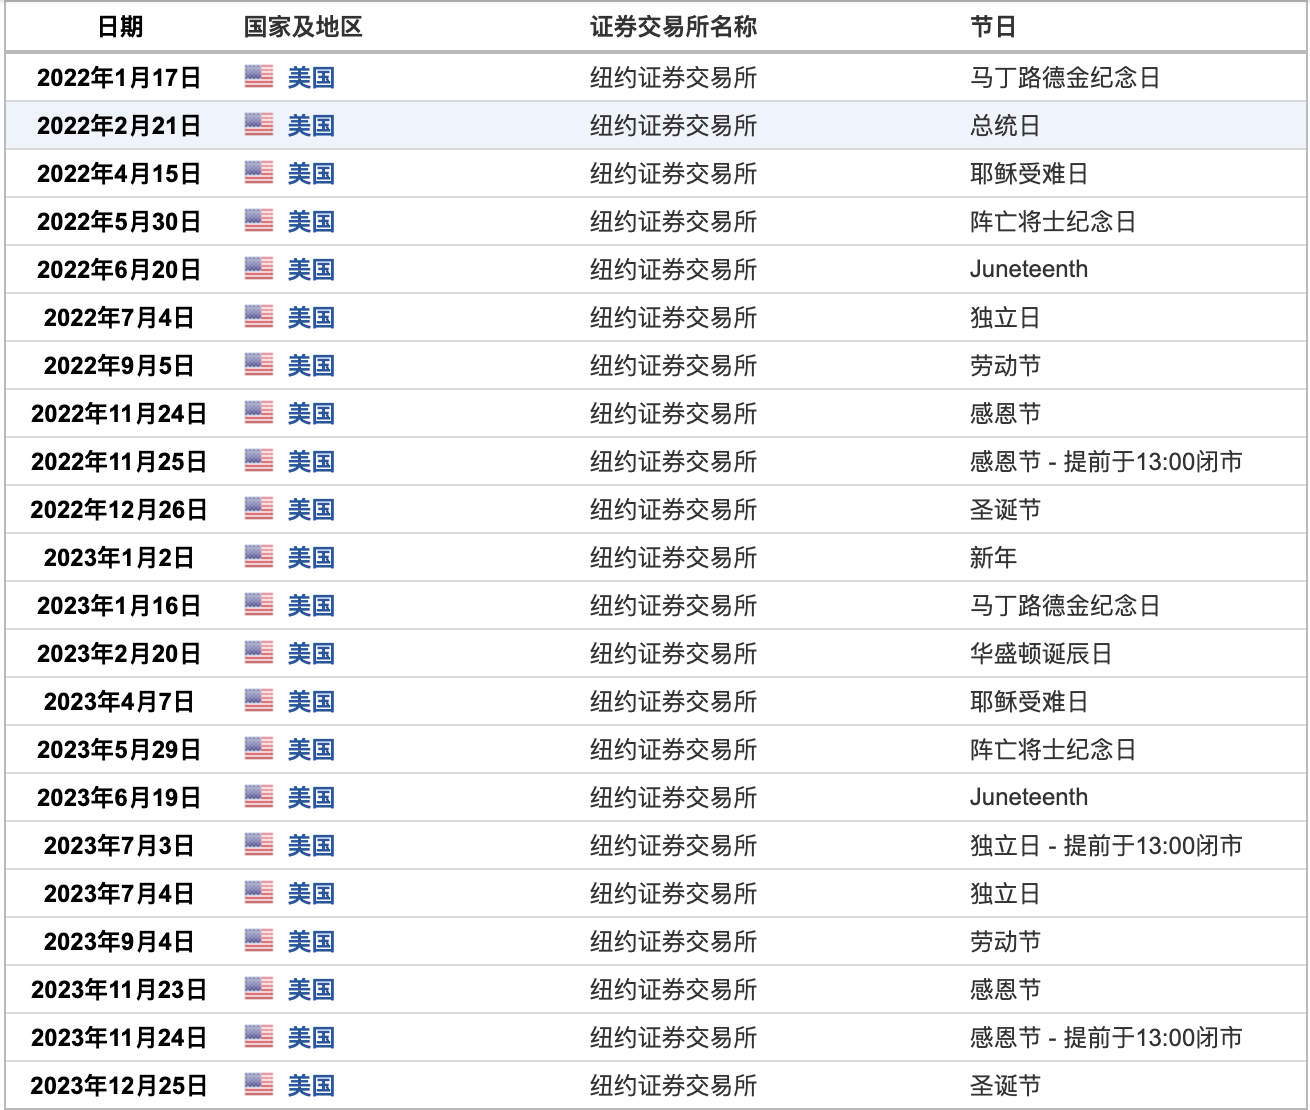 日期 国家及地区 证券交易所名称 节日
2022年1月17日 美国 纽约证券交易所 马丁路德金纪念日
2022年2月21日 美国 纽约证券交易所 总统日
2022年4月15日 美国 纽约证券交易所 耶稣受难日
2022年5月30日 美国 纽约证券交易所 阵亡将士纪念日
2022年6月20日 美国 纽约证券交易所 Juneteenth
2022年7月4日 美国 纽约证券交易所 独立日
2022年9月5日 美国 纽约证券交易所 劳动节
2022年11月24日 美国 纽约证券交易所 感恩节
2022年11月25日 美国 纽约证券交易所 感恩节 - 提前于13:00闭市
2022年12月26日 美国 纽约证券交易所 圣诞节
2023年1月2日 美国 纽约证券交易所 新年
2023年1月16日 美国 纽约证券交易所 马丁路德金纪念日
2023年2月20日 美国 纽约证券交易所 华盛顿诞辰日
2023年4月7日 美国 纽约证券交易所 耶稣受难日
2023年5月29日 美国 纽约证券交易所 阵亡将士纪念日
2023年6月19日 美国 纽约证券交易所 Juneteenth
2023年7月3日 美国 纽约证券交易所 独立日 - 提前于13:00闭市
2023年7月4日 美国 纽约证券交易所 独立日
2023年9月4日 美国 纽约证券交易所 劳动节
2023年11月23日 美国 纽约证券交易所 感恩节
2023年11月24日 美国 纽约证券交易所 感恩节 - 提前于13:00闭市
2023年12月25日 美国 纽约证券交易所 圣诞节